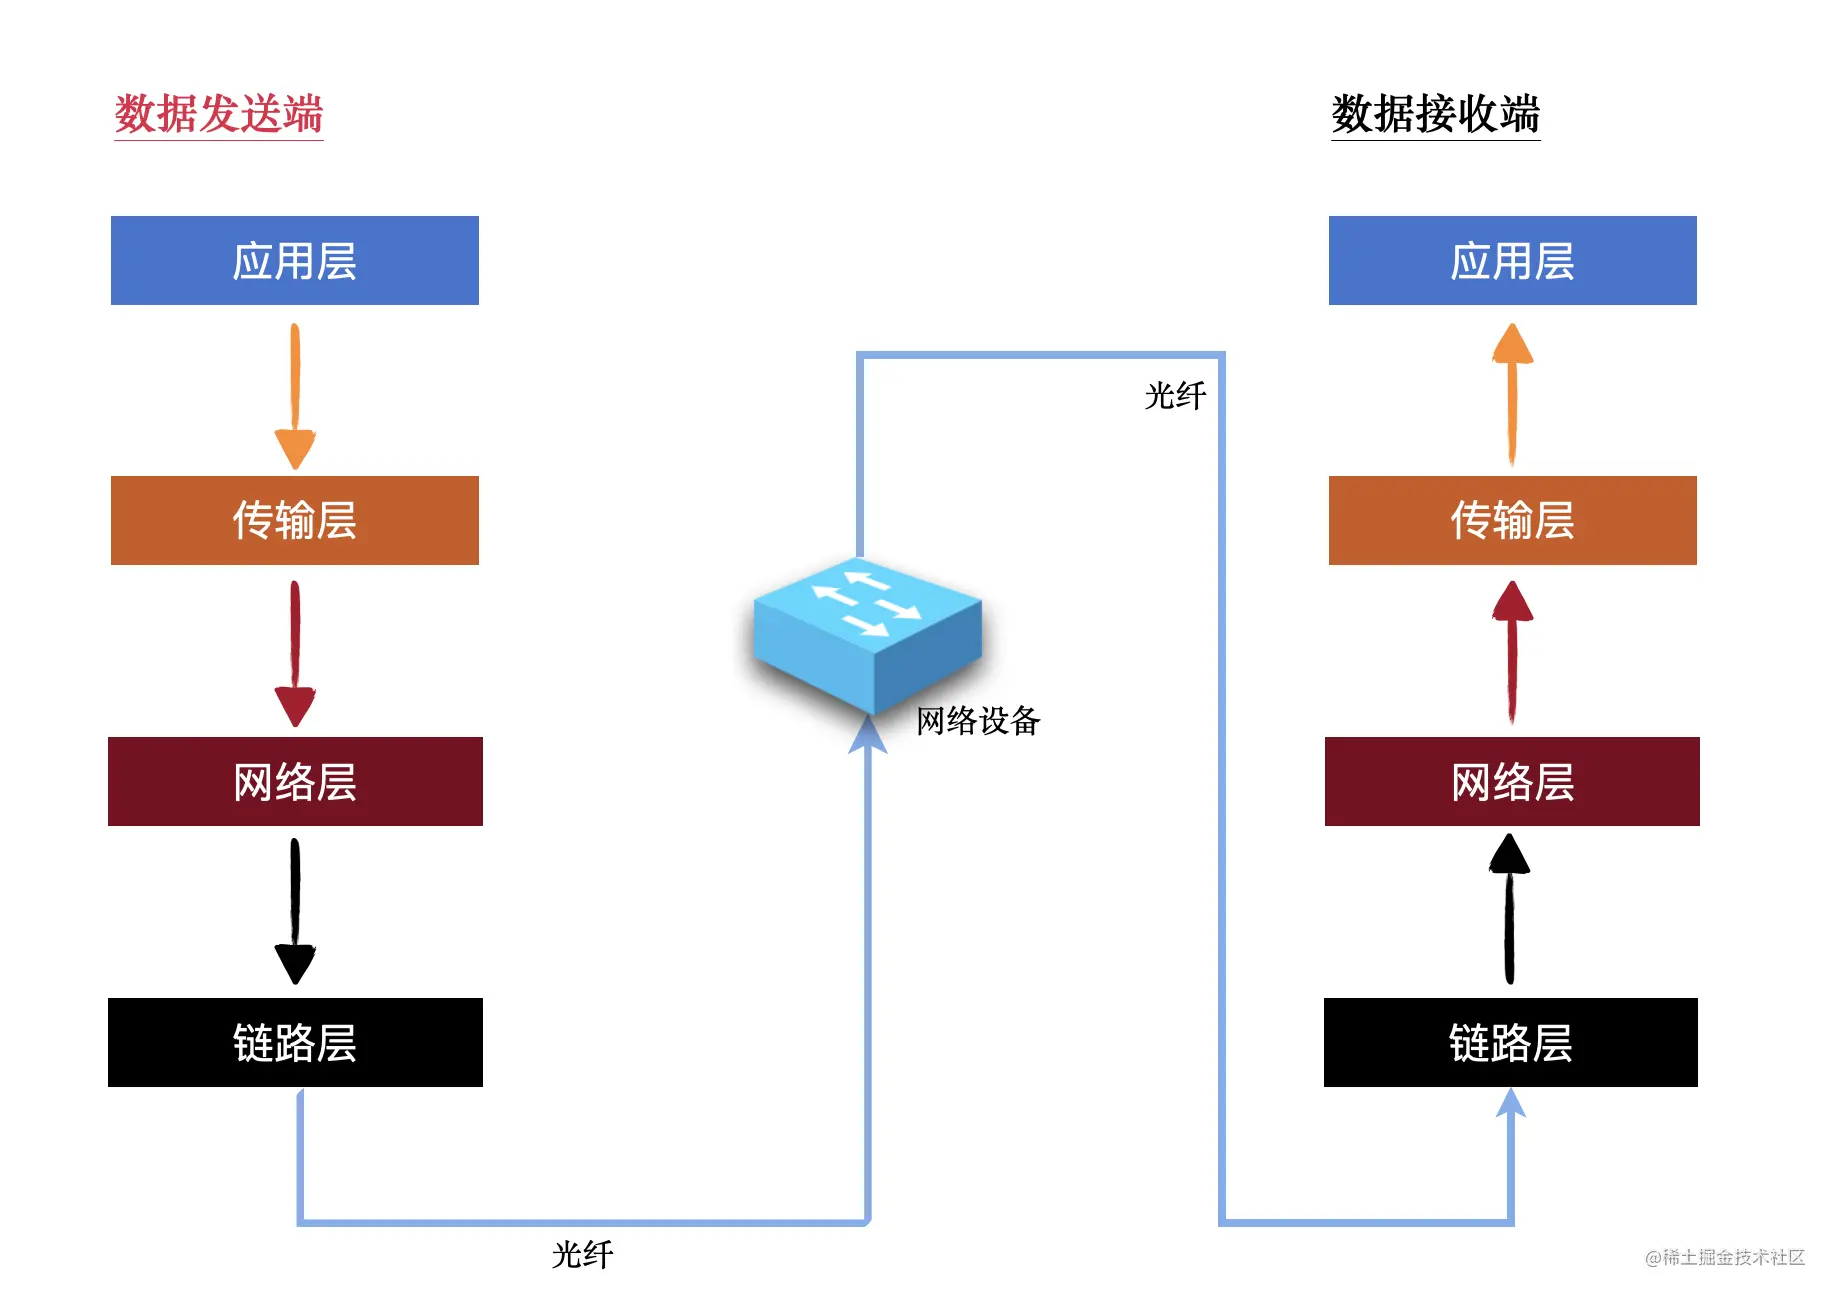 数据发送端
数据接收端
应用层
应用层
光纤
传输层
传输层
网络设备
网络层
网络层
链路层
链路层
光纤
@稀土掘金技术社区